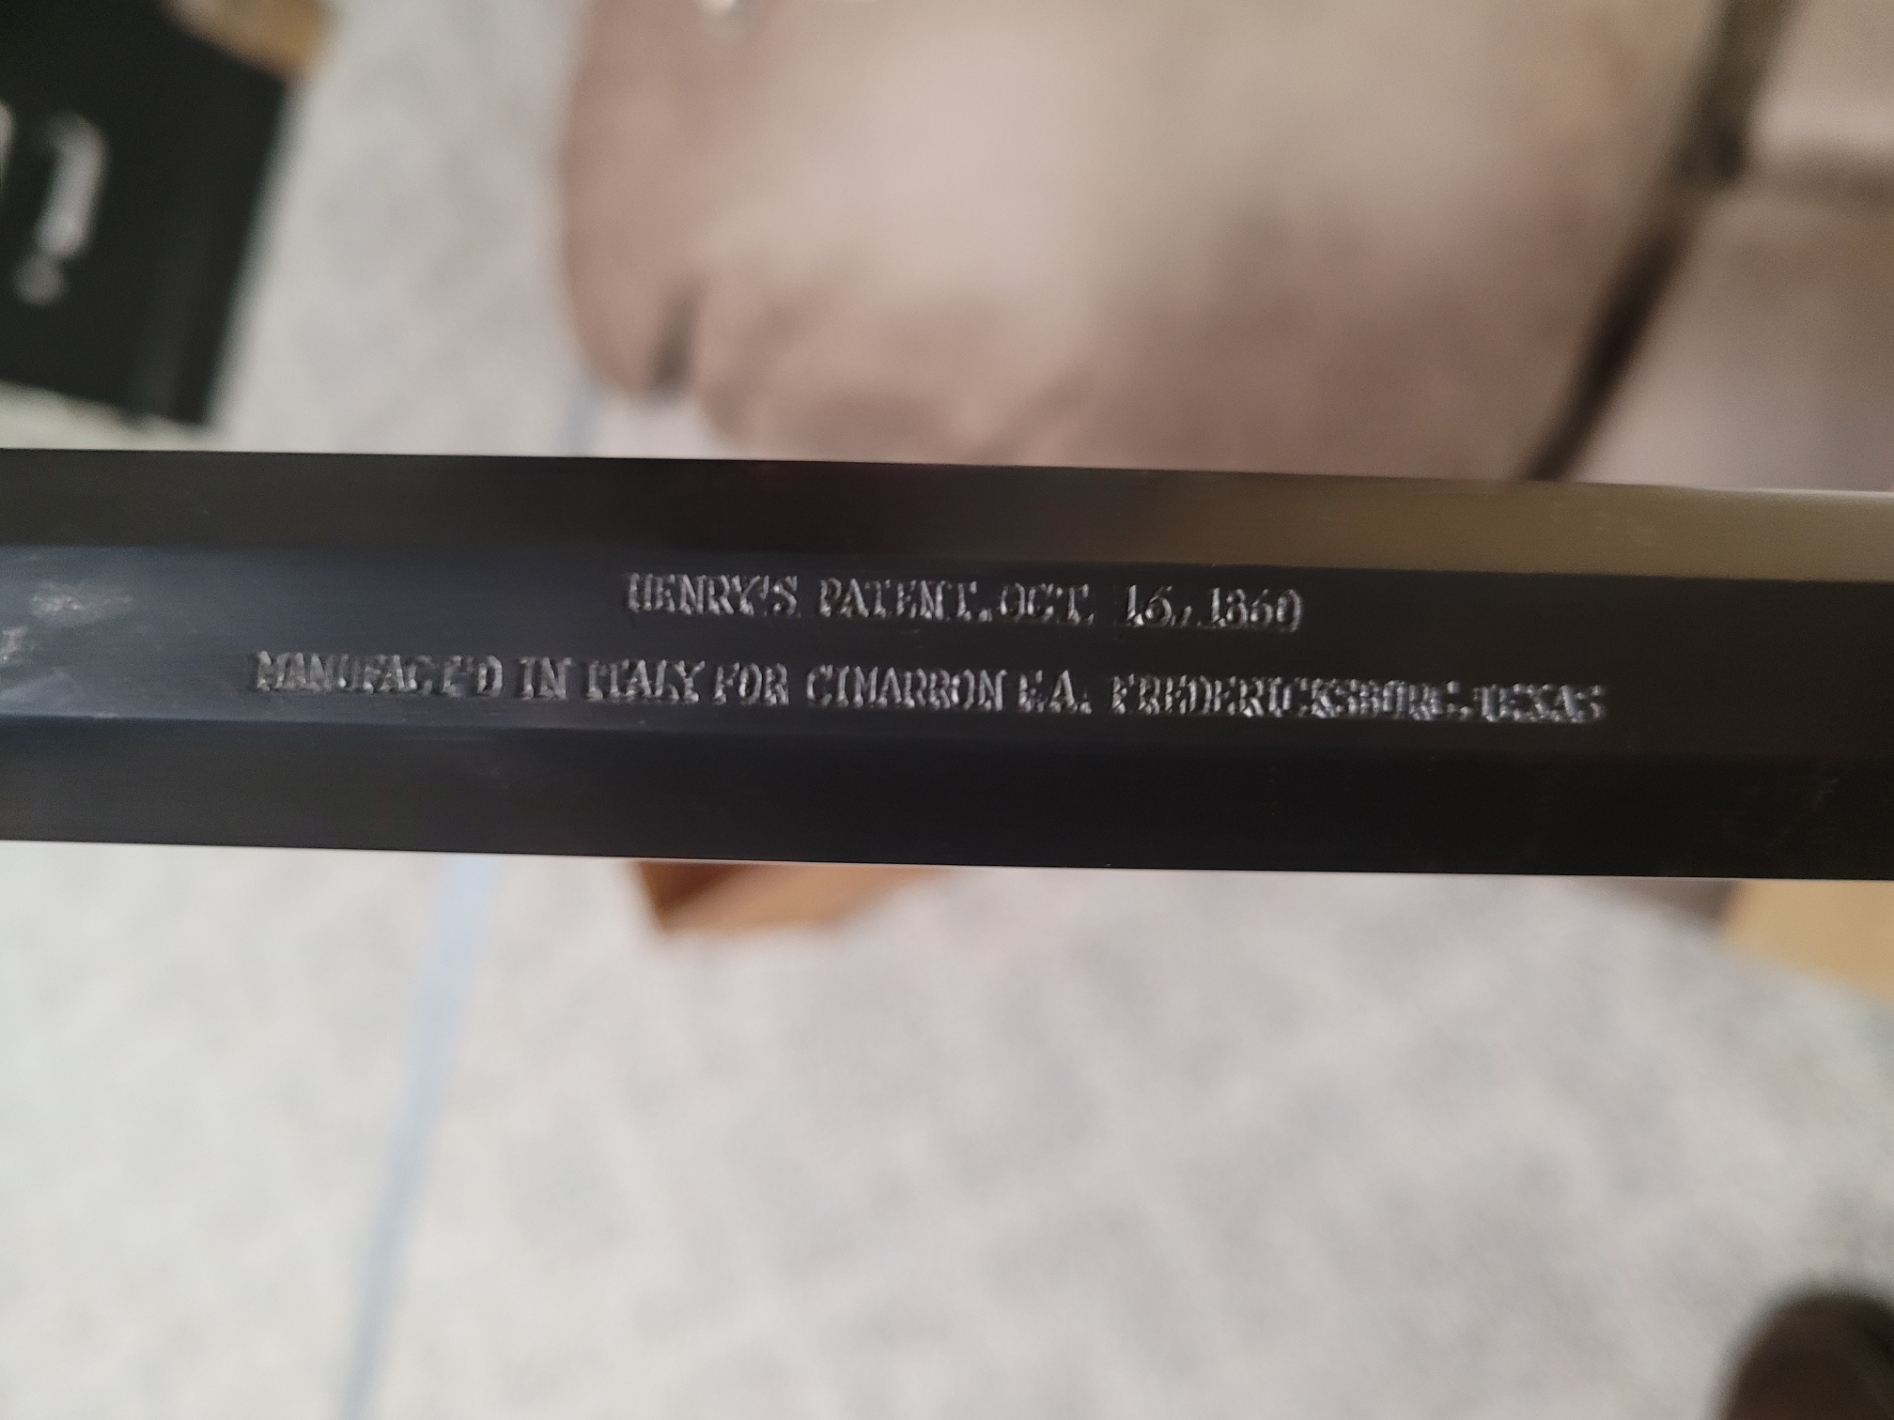 HENRY'S PATENT. OCT. 16, 1860
MANUFACT'D IN ITALY FOR CIMARRON F.A. FREDERICKSBURG, TEXAS